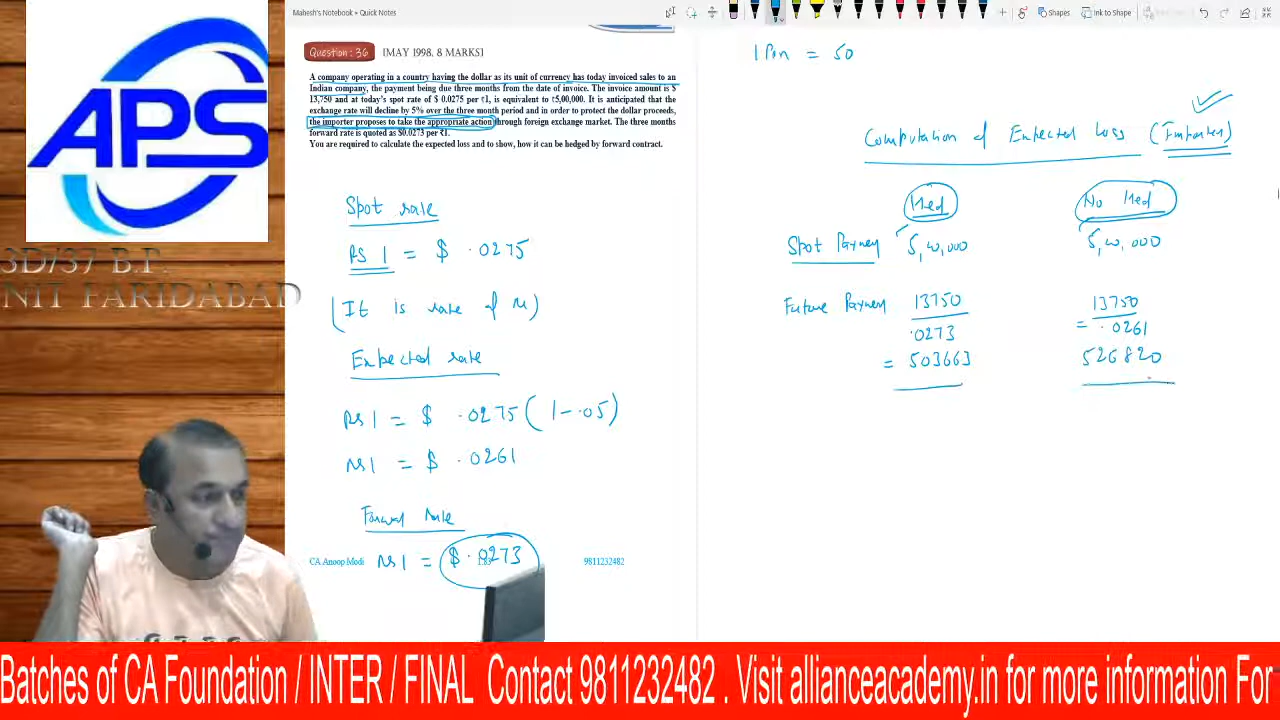 Mahesh's Notebook » Quick Notes
Shapes
Ink to Shape
APS
3D/37 B.P.
NIT FARIDABAD
Question: 36 [MAY 1998, 8 MARKS]
A company operating in a country having the dollar as its unit of currency has today invoiced sales to an
Indian company, the payment being due three months from the date of invoice. The invoice amount is $
13,750 and at today's spot rate of $ 0.0275 per ₹1, is equivalent to ₹5,00,000. It is anticipated that the
exchange rate will decline by 5% over the three month period and in order to protect the dollar proceeds,
the importer proposes to take the appropriate action through foreign exchange market. The three months
forward rate is quoted as $0.0273 per ₹1.
You are required to calculate the expected loss and to show, how it can be hedged by forward contract.
Spot rate
RS 1 = $ .0275
(It is rate of )
Expected rate
RS 1 = $ .0275 (1-.05)
RS 1 = $ .0261
Forward rate
RS 1 = $ .0273
CA Anoop Modi
1.83
9811232482
= 50
Computation of Expected Loss (Importer)
Hed No Hed
Spot Paymen 5,00,000 5,00,000
Future Paymen 13750 13750
.0273 = .0261
= 503663 526820
Batches of CA Foundation / INTER / FINAL Contact 9811232482 . Visit allianceacademy.in for more information For